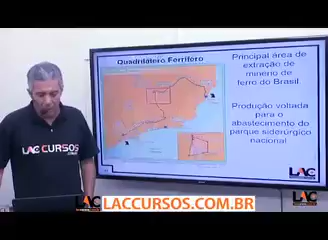 Quadrilátero Ferrífero
Principal área de
extração de
minério de
ferro do Brasil.
Produção voltada
para o
abastecimento do
parque siderúrgico
nacional
LAC CURSOS
LAC
LAC
LACCURSOS.COM.BR